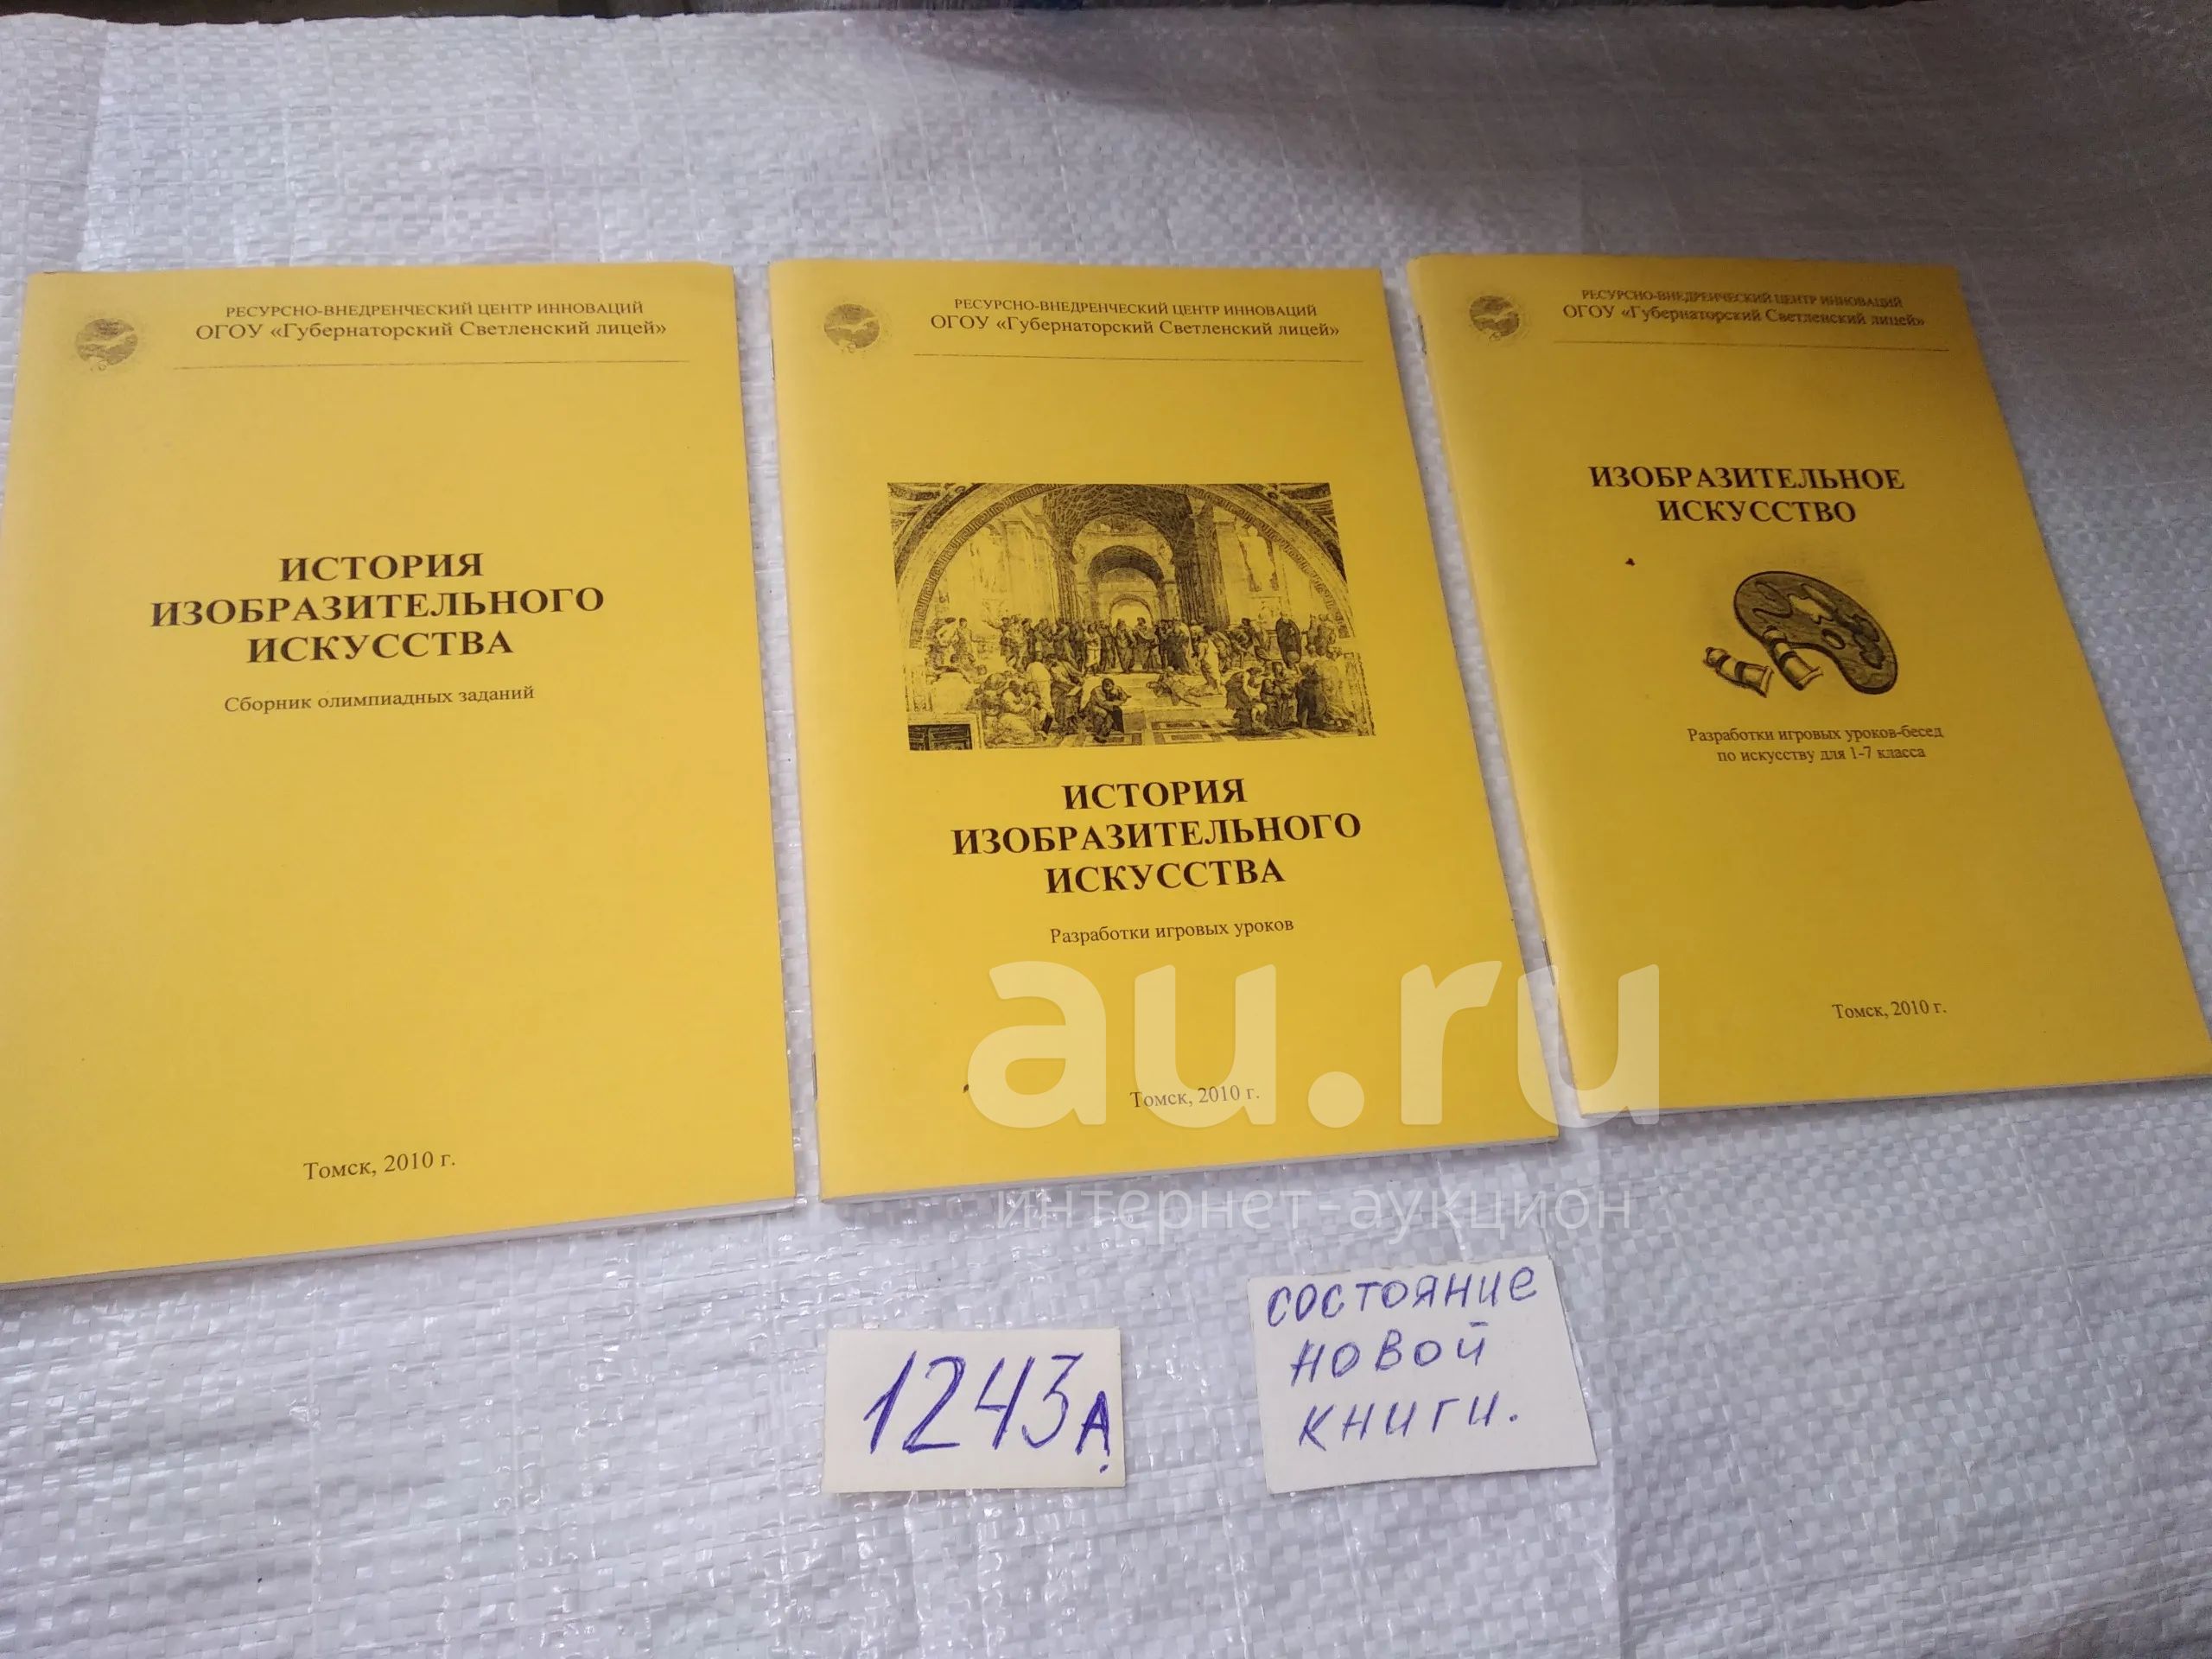 РЕСУРСНО-ВНЕДРЕНЧЕСКИЙ ЦЕНТР ИННОВАЦИЙ
ОГОУ «Губернаторский Светленский лицей»
ИСТОРИЯ
ИЗОБРАЗИТЕЛЬНОГО
ИСКУССТВА
Сборник олимпиадных заданий
Томск, 2010 г.
РЕСУРСНО-ВНЕДРЕНЧЕСКИЙ ЦЕНТР ИННОВАЦИЙ
ОГОУ «Губернаторский Светленский лицей»
ИСТОРИЯ
ИЗОБРАЗИТЕЛЬНОГО
ИСКУССТВА
Разработки игровых уроков
Томск, 2010 г.
РЕСУРСНО-ВНЕДРЕНЧЕСКИЙ ЦЕНТР ИННОВАЦИЙ
ОГОУ «Губернаторский Светленский лицей»
ИЗОБРАЗИТЕЛЬНОЕ
ИСКУССТВО
Разработки игровых уроков-бесед
по искусству для 1-7 класса
Томск, 2010 г.
au.ru
интернет-аукцион
1243А.
состояние
новой
книги.